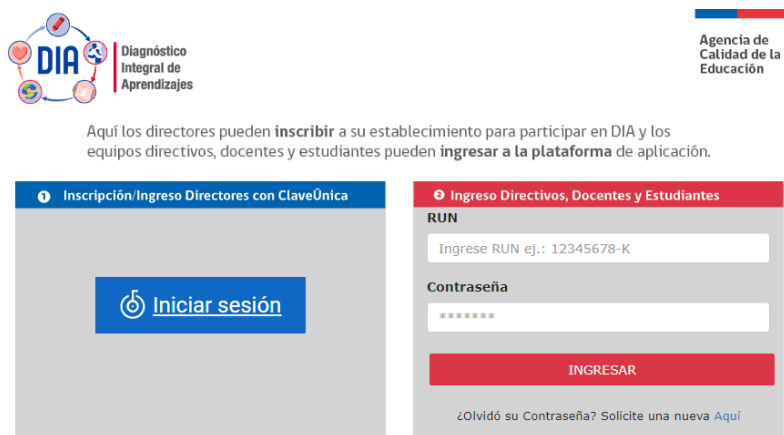 DIA
Diagnóstico
Integral de
Aprendizajes
Agencia de
Calidad de la
Educación
Aquí los directores pueden inscribir a su establecimiento para participar en DIA y los
equipos directivos, docentes y estudiantes pueden ingresar a la plataforma de aplicación.
1 Inscripción/Ingreso Directores con ClaveÚnica
Iniciar sesión
2 Ingreso Directivos, Docentes y Estudiantes
RUN
Ingrese RUN ej.: 12345678-K
Contraseña
*******
INGRESAR
¿Olvidó su Contraseña? Solicite una nueva Aquí